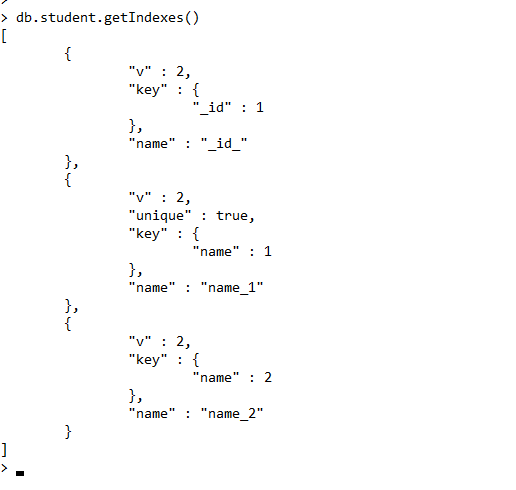 >
> db.student.getIndexes()
[
        {
                "v" : 2,
                "key" : {
                        "_id" : 1
                },
                "name" : "_id_"
        },
        {
                "v" : 2,
                "unique" : true,
                "key" : {
                        "name" : 1
                },
                "name" : "name_1"
        },
        {
                "v" : 2,
                "key" : {
                        "name" : 2
                },
                "name" : "name_2"
        }
]
>